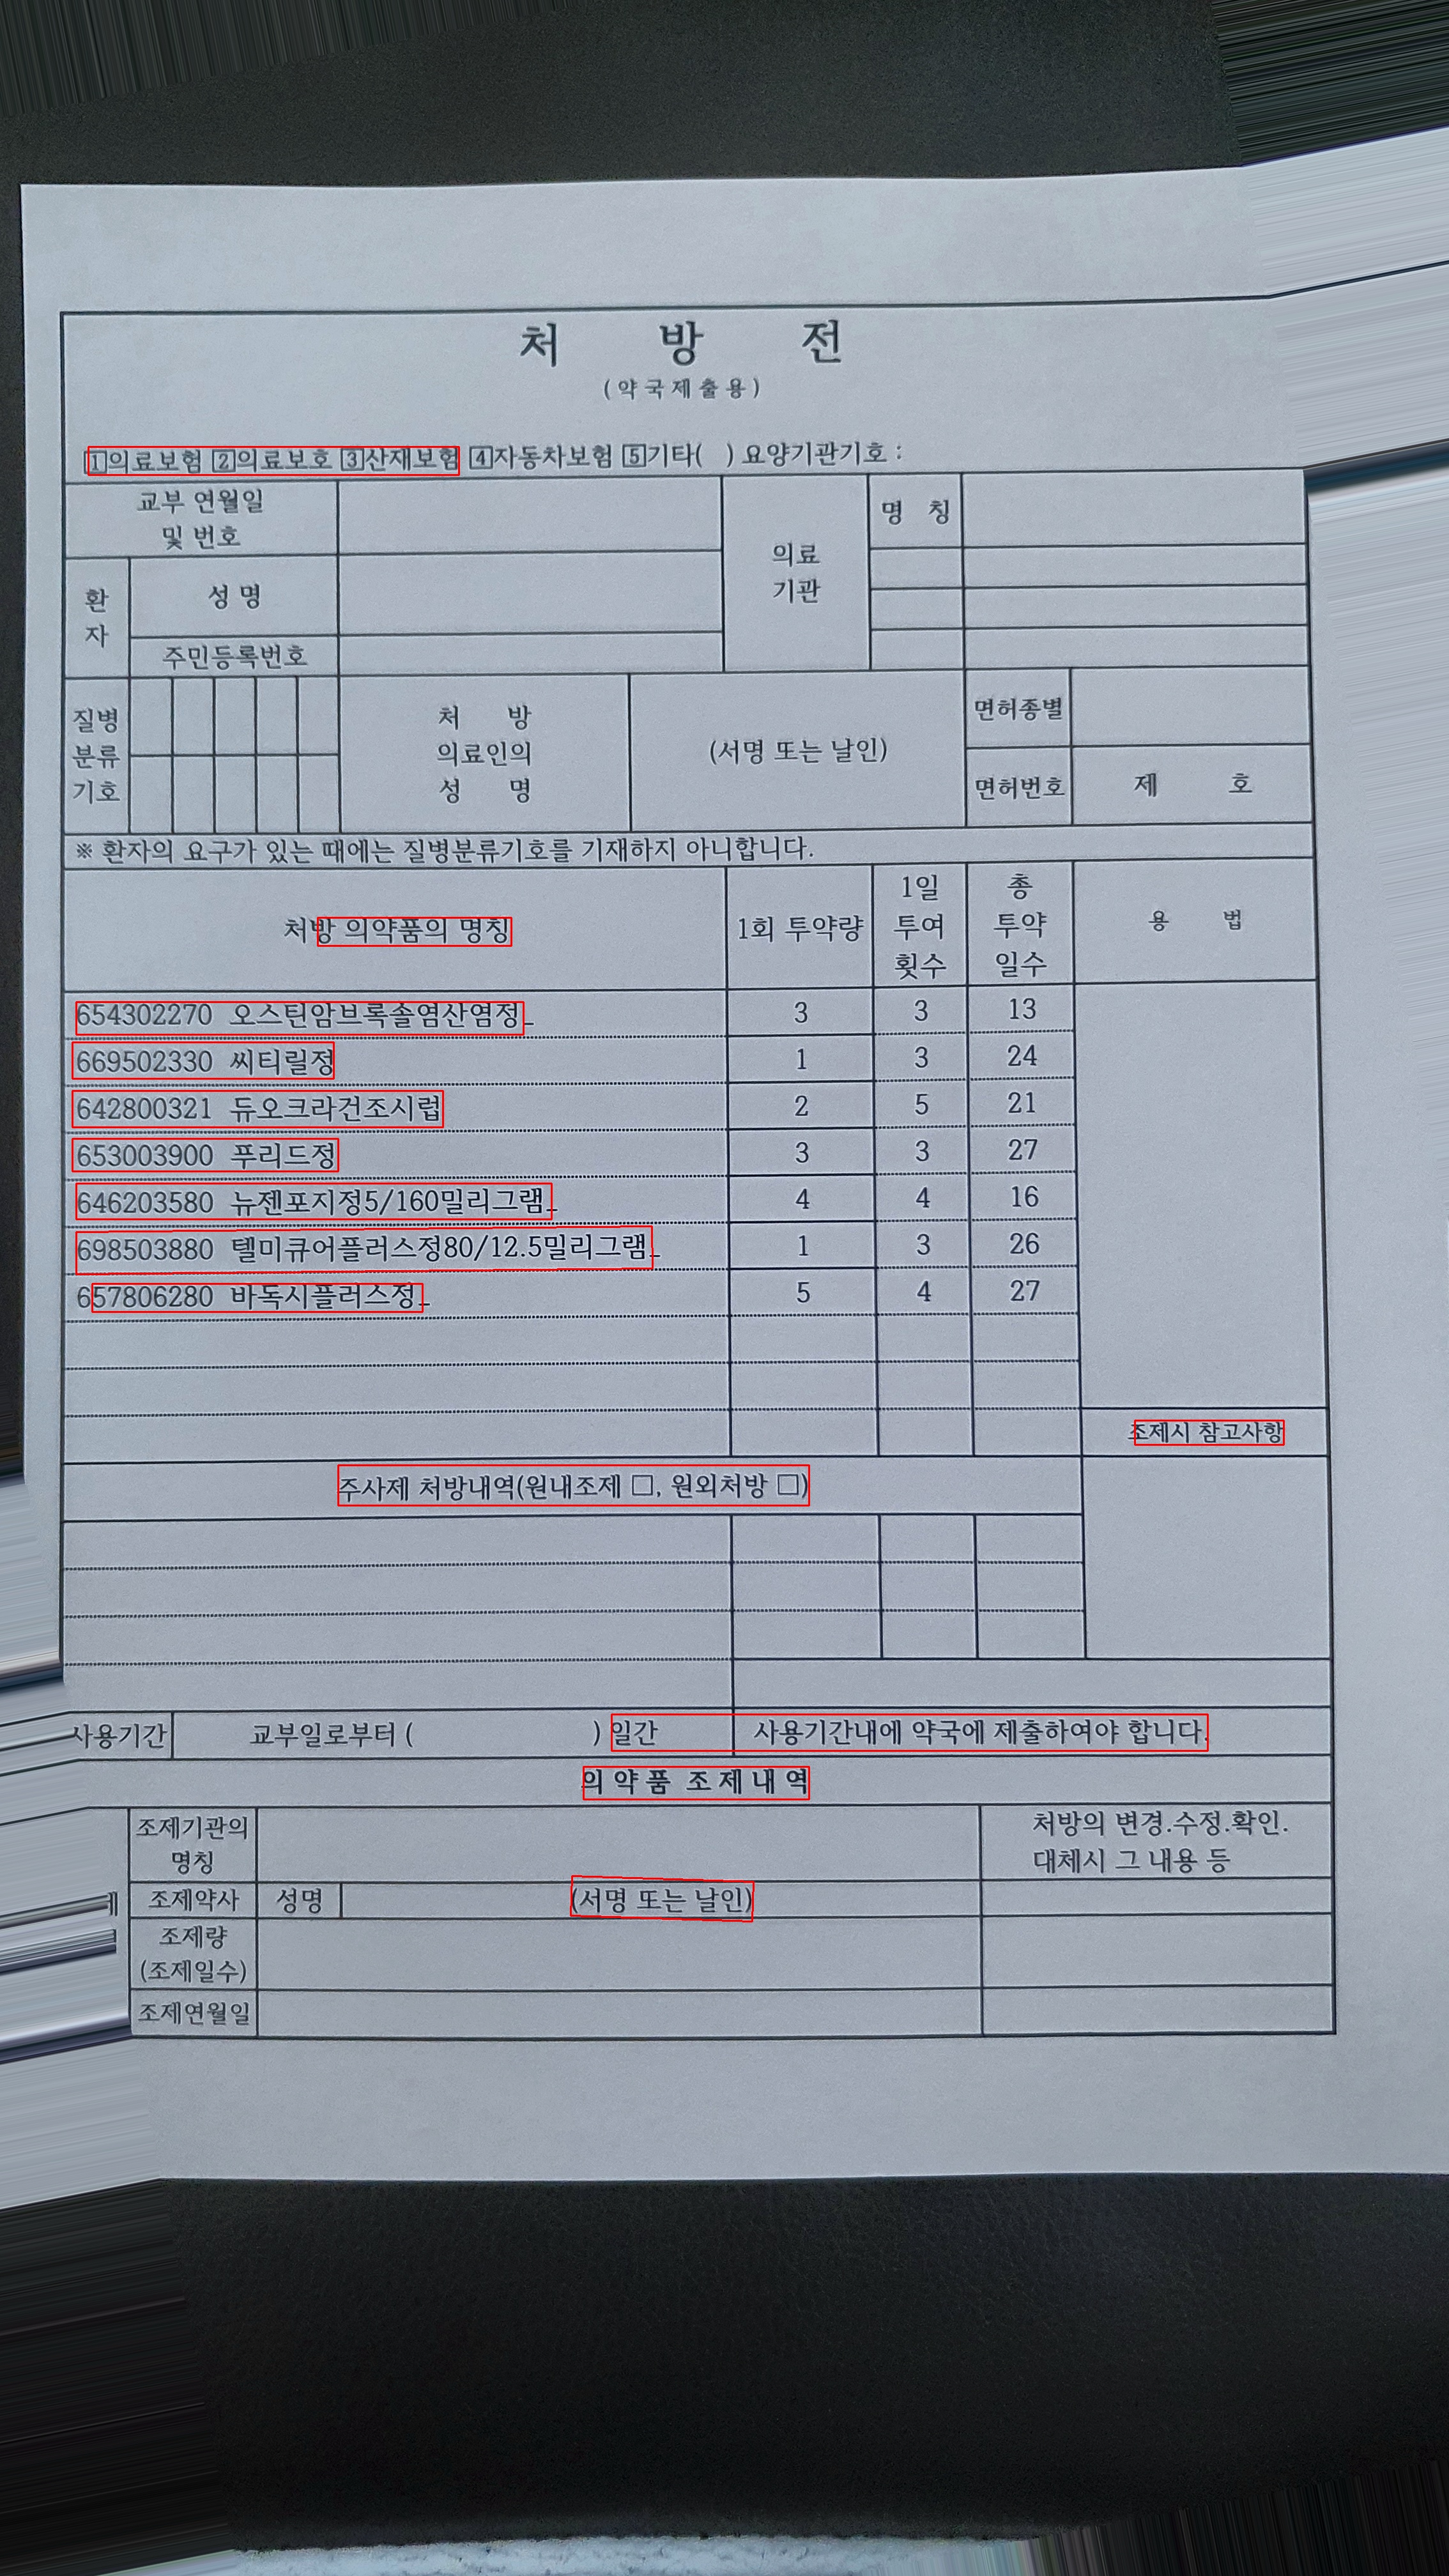 처 방 전
(약국제출용)
1의료보험 2의료보호 3산재보험 4자동차보험 5기타( ) 요양기관기호 :
교부 연월일
및 번호
의료
기관
명 칭
환
자
성 명
주민등록번호
질병
분류
기호
처 방
의료인의
성 명
(서명 또는 날인)
면허종별
면허번호
제 호
※ 환자의 요구가 있는 때에는 질병분류기호를 기재하지 아니합니다.
처방 의약품의 명칭
1회 투약량
1일
투여
횟수
총
투약
일수
용 법
654302270 오스틴암브록솔염산염정_ 3 3 13
669502330 씨티릴정 1 3 24
642800321 듀오크라건조시럽 2 5 21
653003900 푸리드정 3 3 27
646203580 뉴젠포지정5/160밀리그램_ 4 4 16
698503880 텔미큐어플러스정80/12.5밀리그램_ 1 3 26
657806280 바독시플러스정_ 5 4 27
조제시 참고사항
주사제 처방내역(원내조제 □, 원외처방 □)
사용기간 교부일로부터 ( ) 일간 사용기간내에 약국에 제출하여야 합니다.
의 약 품 조 제 내 역
조제기관의
명칭
처방의 변경.수정.확인.
대체시 그 내용 등
조제약사 성명 (서명 또는 날인)
조제량
(조제일수)
조제연월일